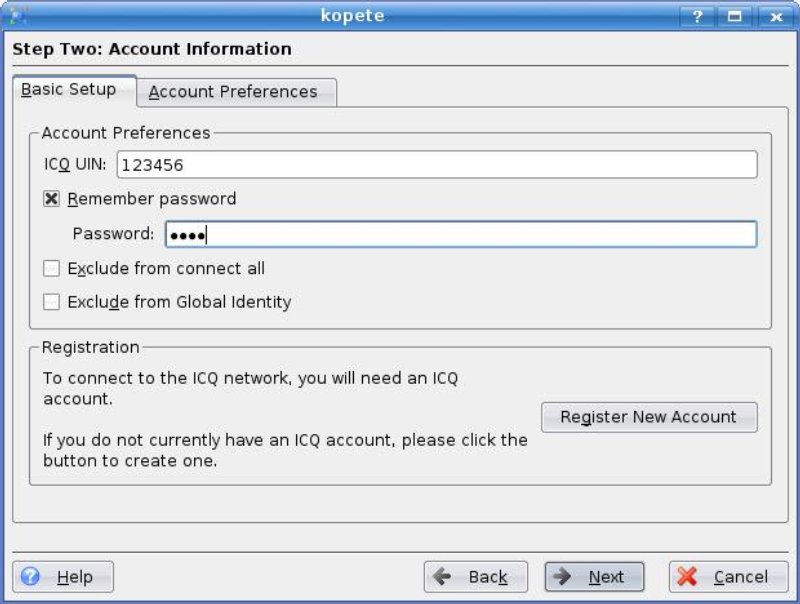 kopete
Step Two: Account Information
Basic Setup
Account Preferences
Account Preferences
ICQ UIN: 123456
Remember password
Password: ●●●●
Exclude from connect all
Exclude from Global Identity
Registration
To connect to the ICQ network, you will need an ICQ
account.
If you do not currently have an ICQ account, please click the
button to create one.
Register New Account
Help
Back
Next
Cancel